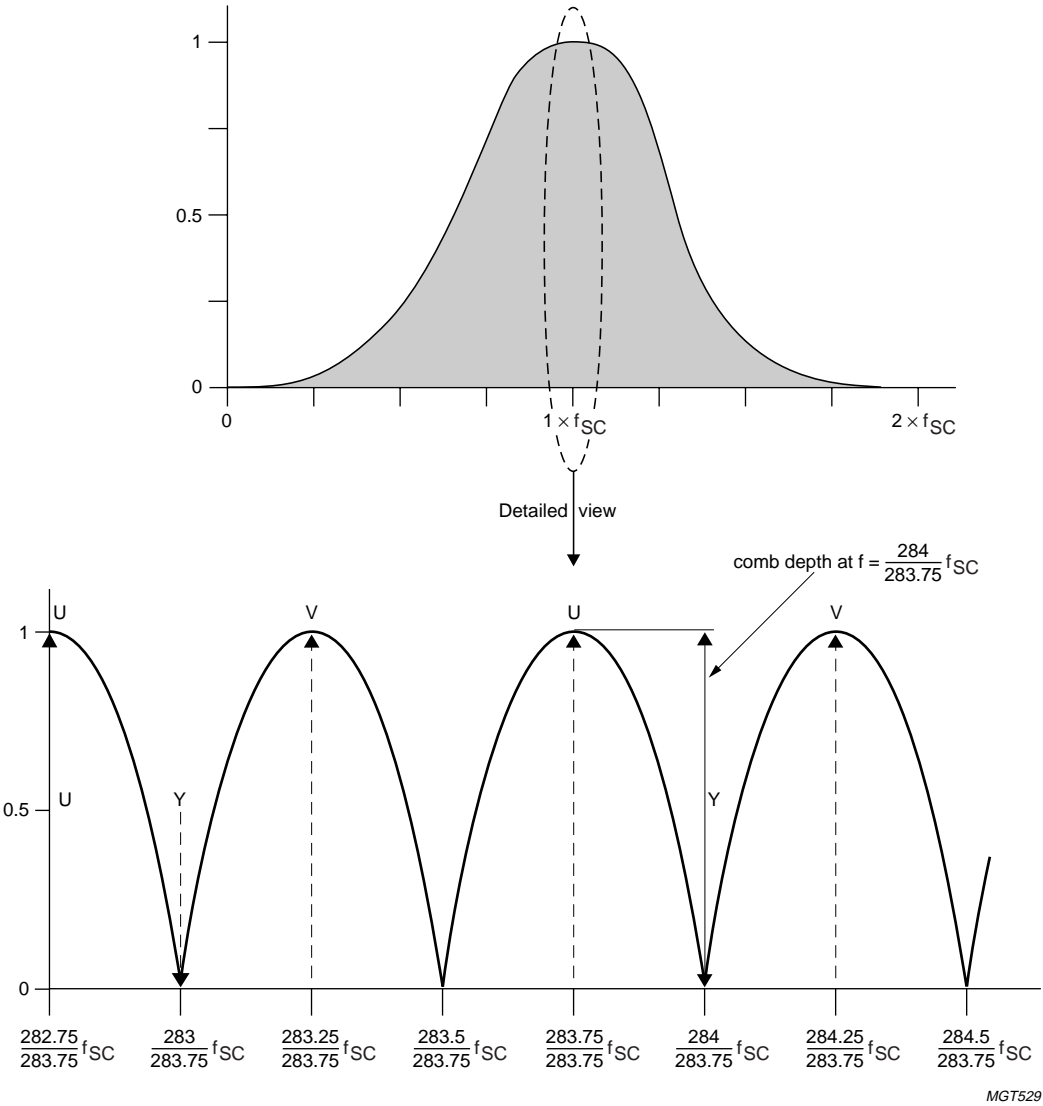 1
0.5
0
0
1 × fSC
2 × fSC
Detailed view
comb depth at f = 284/283.75 fSC
U
V
U
V
1
0.5
U
Y
Y
0
282.75/283.75 fSC
283/283.75 fSC
283.25/283.75 fSC
283.5/283.75 fSC
283.75/283.75 fSC
284/283.75 fSC
284.25/283.75 fSC
284.5/283.75 fSC
MGT529